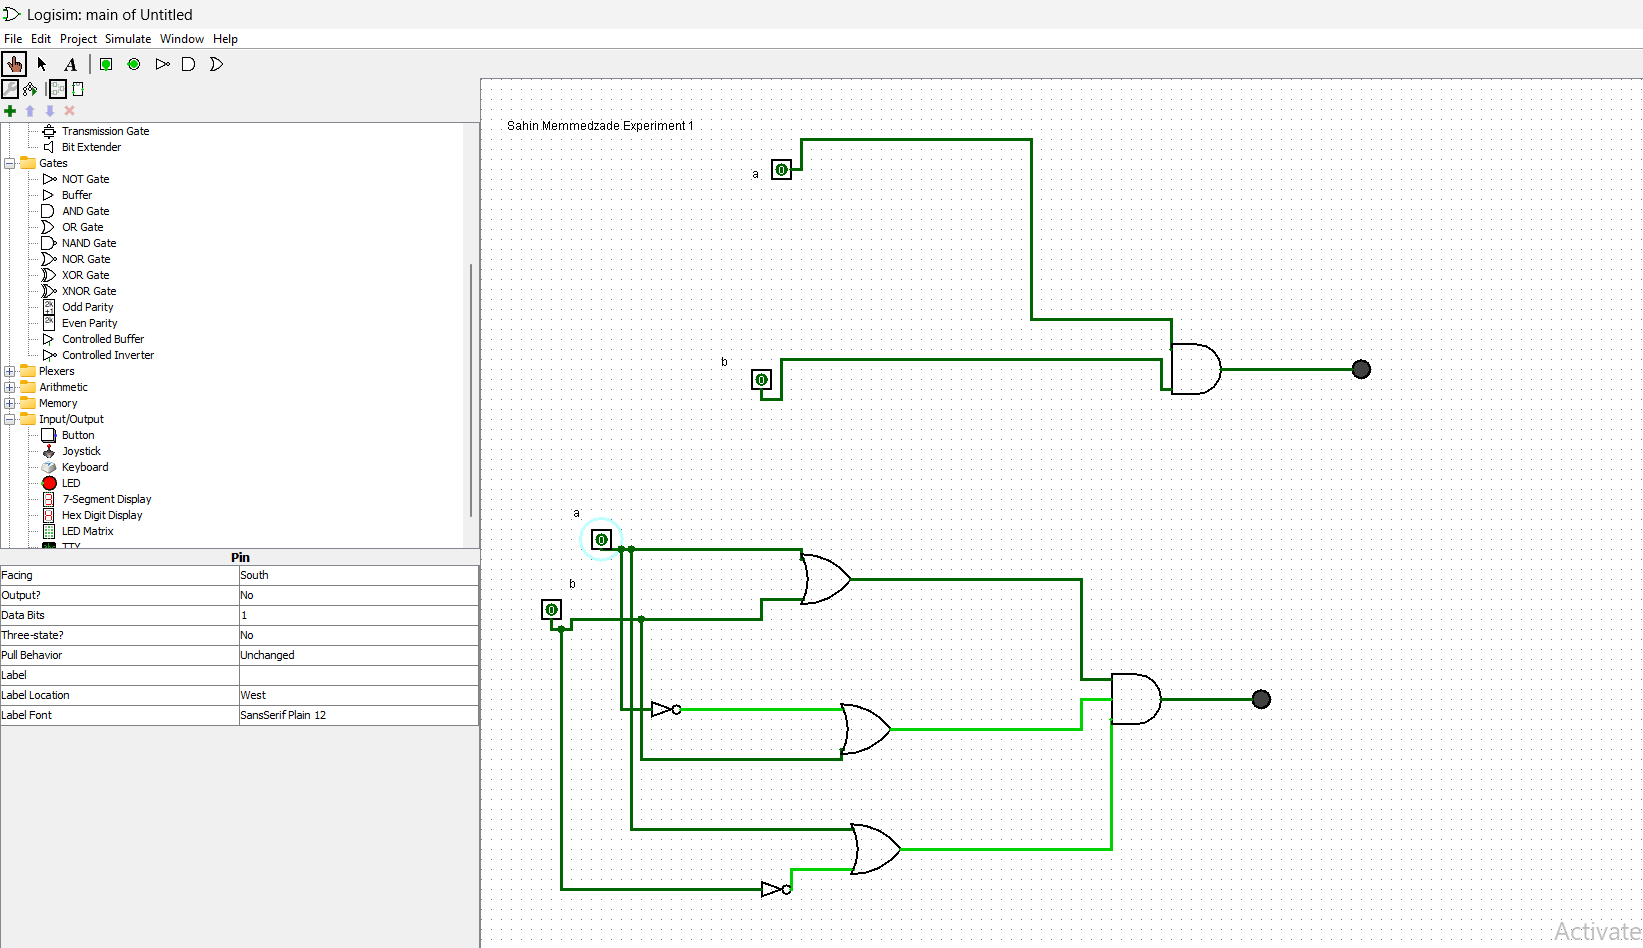 Logisim: main of Untitled
File Edit Project Simulate Window Help
A
Transmission Gate
Bit Extender
Gates
NOT Gate
Buffer
AND Gate
OR Gate
NAND Gate
NOR Gate
XOR Gate
XNOR Gate
Odd Parity
Even Parity
Controlled Buffer
Controlled Inverter
Plexers
Arithmetic
Memory
Input/Output
Button
Joystick
Keyboard
LED
7-Segment Display
Hex Digit Display
LED Matrix
TTY
Pin
Facing South
Output? No
Data Bits 1
Three-state? No
Pull Behavior Unchanged
Label
Label Location West
Label Font SansSerif Plain 12
Sahin Memmedzade Experiment 1
a 0
b
0
a
0
b
0
Activate